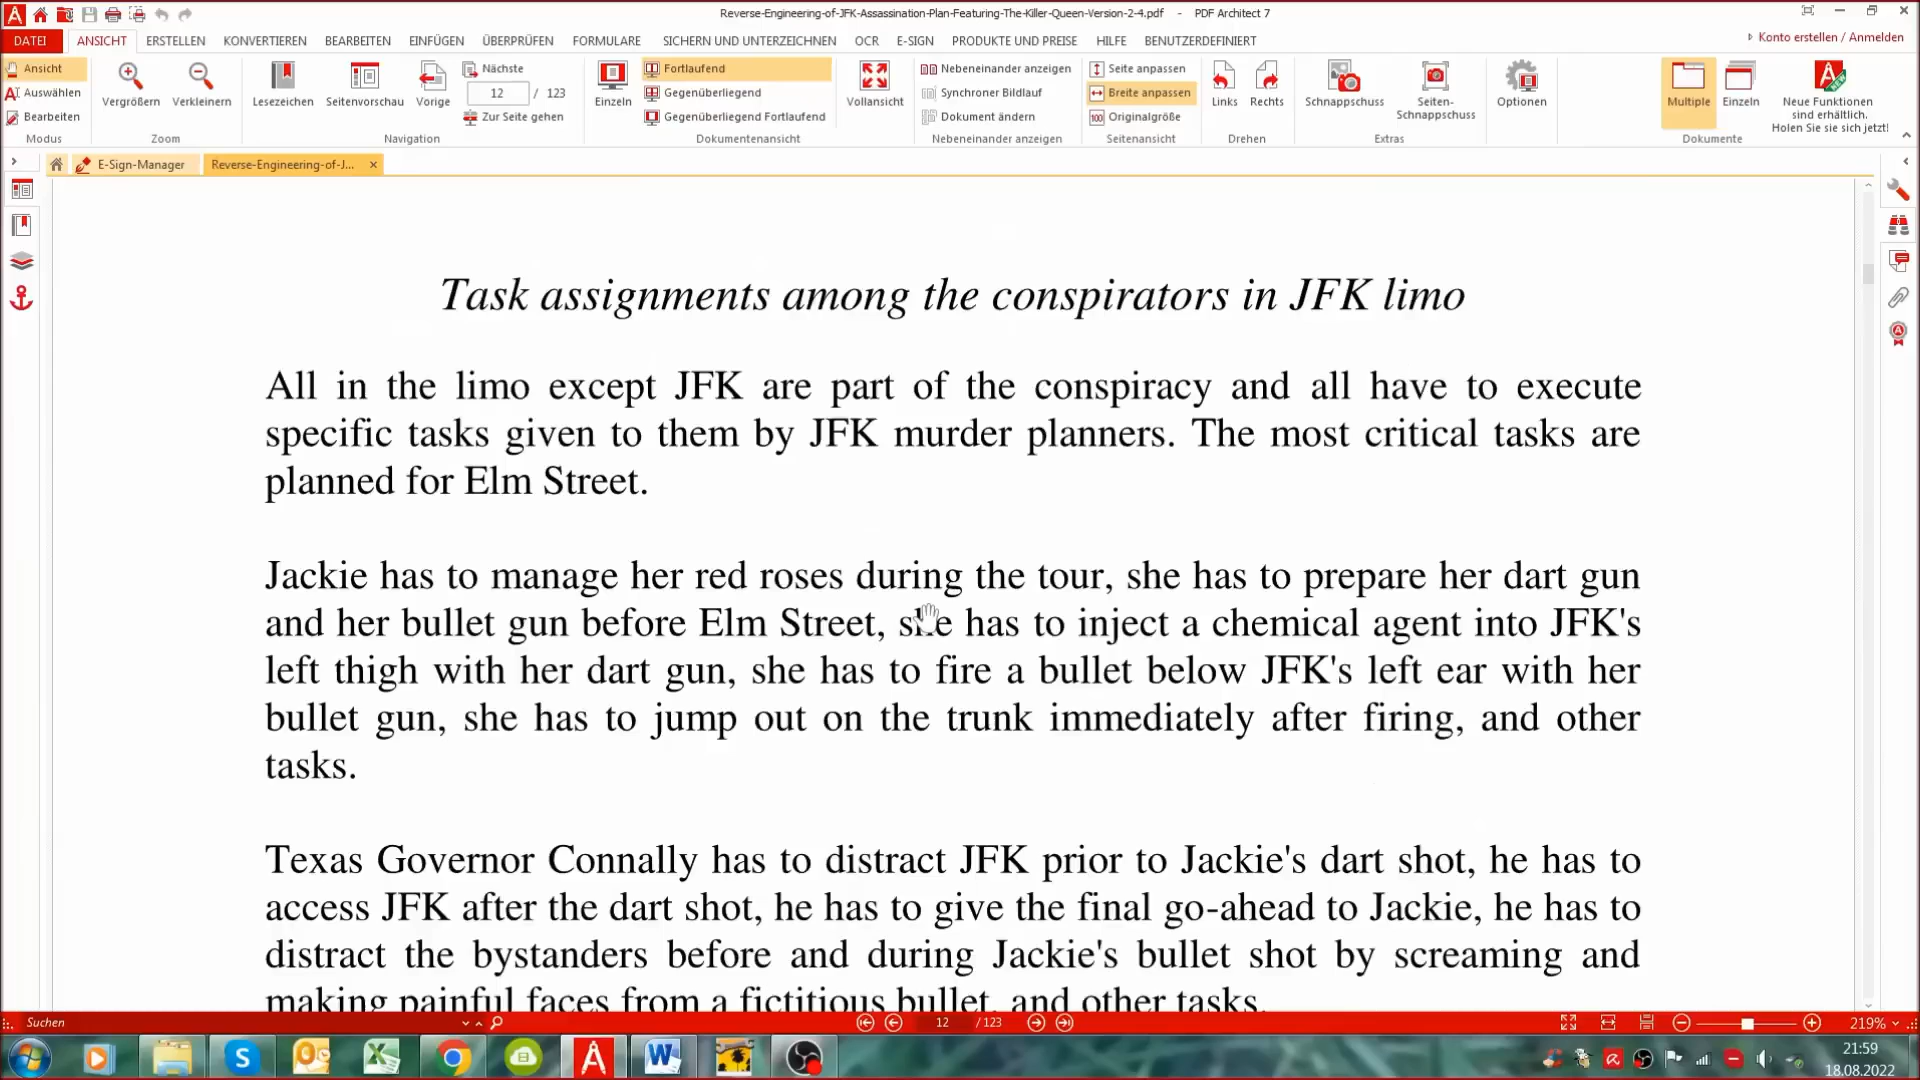 Reverse-Engineering-of-JFK-Assassination-Plan-Featuring-The-Killer-Queen-Version-2-4.pdf - PDF Architect 7
DATEI ANSICHT ERSTELLEN KONVERTIEREN BEARBEITEN EINFÜGEN ÜBERPRÜFEN FORMULARE SICHERN UND UNTERZEICHNEN OCR E-SIGN PRODUKTE UND PREISE HILFE BENUTZERDEFINIERT Konto erstellen / Anmelden
Ansicht
Auswählen
Bearbeiten
Modus
Vergrößern Verkleinern
Zoom
Lesezeichen Seitenvorschau Vorige
Nächste
12 / 123
Zur Seite gehen
Navigation
Einzeln
Fortlaufend
Gegenüberliegend
Gegenüberliegend Fortlaufend
Dokumentenansicht
Vollansicht
Nebeneinander anzeigen
Synchroner Bildlauf
Dokument ändern
Nebeneinander anzeigen
Seite anpassen
Breite anpassen
100 Originalgröße
Seitenansicht
Links Rechts
Drehen
Schnappschuss
Seiten-
Schnappschuss
Extras
Optionen
Multiple Einzeln
Dokumente
Neue Funktionen
sind erhältlich.
Holen Sie sie sich jetzt!
E-Sign-Manager
Reverse-Engineering-of-J...
Task assignments among the conspirators in JFK limo
All in the limo except JFK are part of the conspiracy and all have to execute
specific tasks given to them by JFK murder planners. The most critical tasks are
planned for Elm Street.
Jackie has to manage her red roses during the tour, she has to prepare her dart gun
and her bullet gun before Elm Street, she has to inject a chemical agent into JFK's
left thigh with her dart gun, she has to fire a bullet below JFK's left ear with her
bullet gun, she has to jump out on the trunk immediately after firing, and other
tasks.
Texas Governor Connally has to distract JFK prior to Jackie's dart shot, he has to
access JFK after the dart shot, he has to give the final go-ahead to Jackie, he has to
distract the bystanders before and during Jackie's bullet shot by screaming and
making painful faces from a fictitious bullet, and other tasks.
Suchen
12 / 123
219%
21:59
18.08.2022